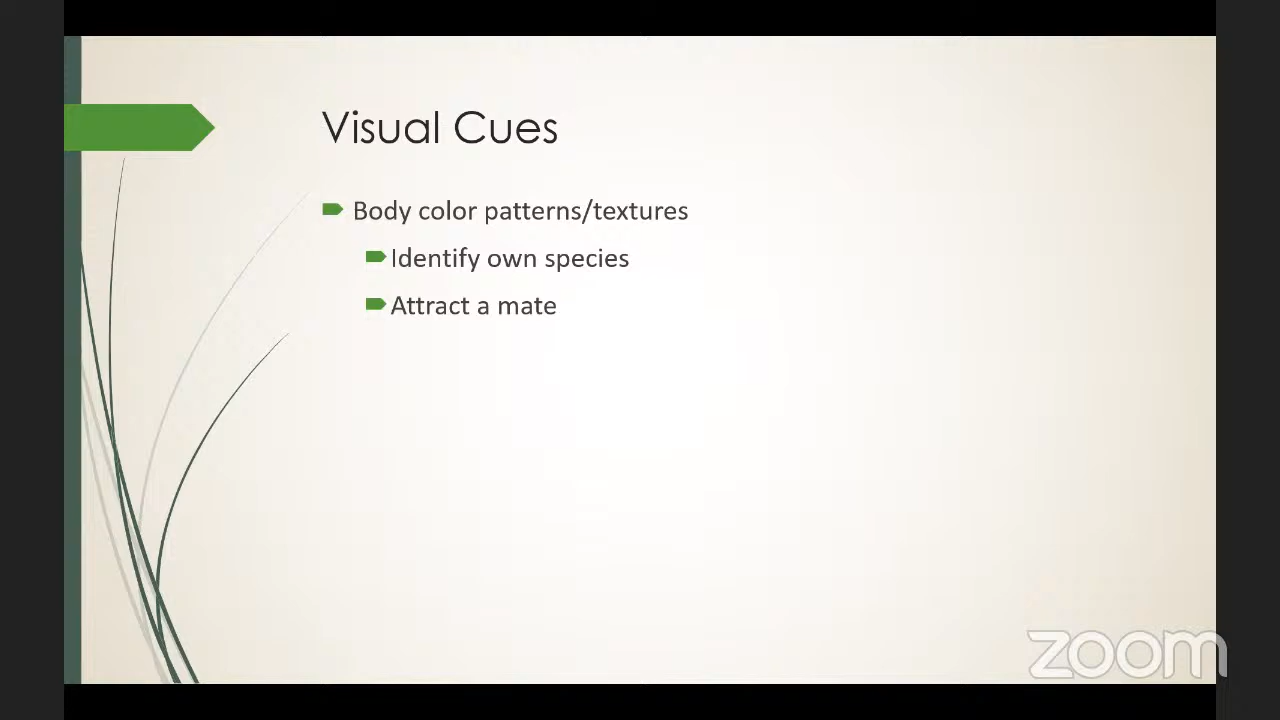 Visual Cues
Body color patterns/textures
Identify own species
Attract a mate
zoom